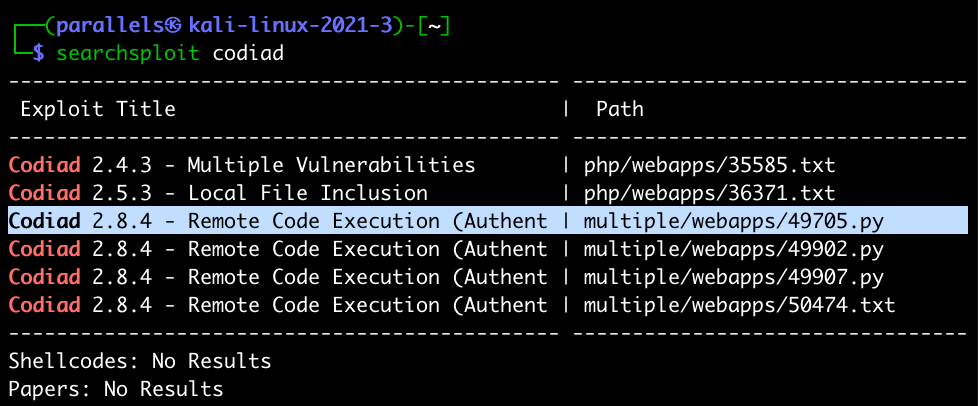 ┌──(parallels㉿kali-linux-2021-3)-[~]
└─$ searchsploit codiad
---------------------------------------------- ---------------------------------
 Exploit Title                                |  Path
---------------------------------------------- ---------------------------------
Codiad 2.4.3 - Multiple Vulnerabilities       | php/webapps/35585.txt
Codiad 2.5.3 - Local File Inclusion           | php/webapps/36371.txt
Codiad 2.8.4 - Remote Code Execution (Authent | multiple/webapps/49705.py
Codiad 2.8.4 - Remote Code Execution (Authent | multiple/webapps/49902.py
Codiad 2.8.4 - Remote Code Execution (Authent | multiple/webapps/49907.py
Codiad 2.8.4 - Remote Code Execution (Authent | multiple/webapps/50474.txt
---------------------------------------------- ---------------------------------
Shellcodes: No Results
Papers: No Results